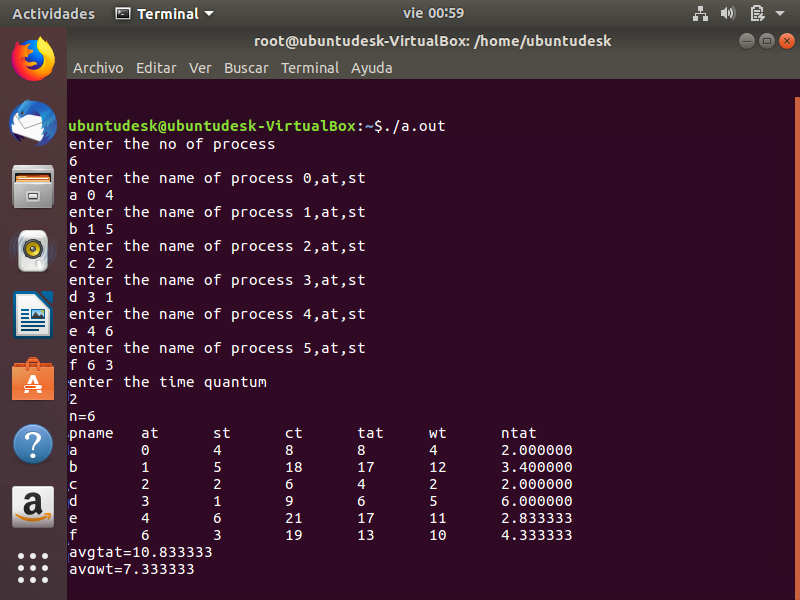 Actividades Terminal vie 00:59
root@ubuntudesk-VirtualBox: /home/ubuntudesk
Archivo Editar Ver Buscar Terminal Ayuda
ubuntudesk@ubuntudesk-VirtualBox:~$./a.out
enter the no of process
6
enter the name of process 0,at,st
a 0 4
enter the name of process 1,at,st
b 1 5
enter the name of process 2,at,st
c 2 2
enter the name of process 3,at,st
d 3 1
enter the name of process 4,at,st
e 4 6
enter the name of process 5,at,st
f 6 3
enter the time quantum
2
n=6
pname at st ct tat wt ntat
a 0 4 8 8 4 2.000000
b 1 5 18 17 12 3.400000
c 2 2 6 4 2 2.000000
d 3 1 9 6 5 6.000000
e 4 6 21 17 11 2.833333
f 6 3 19 13 10 4.333333
avgtat=10.833333
avgwt=7.333333